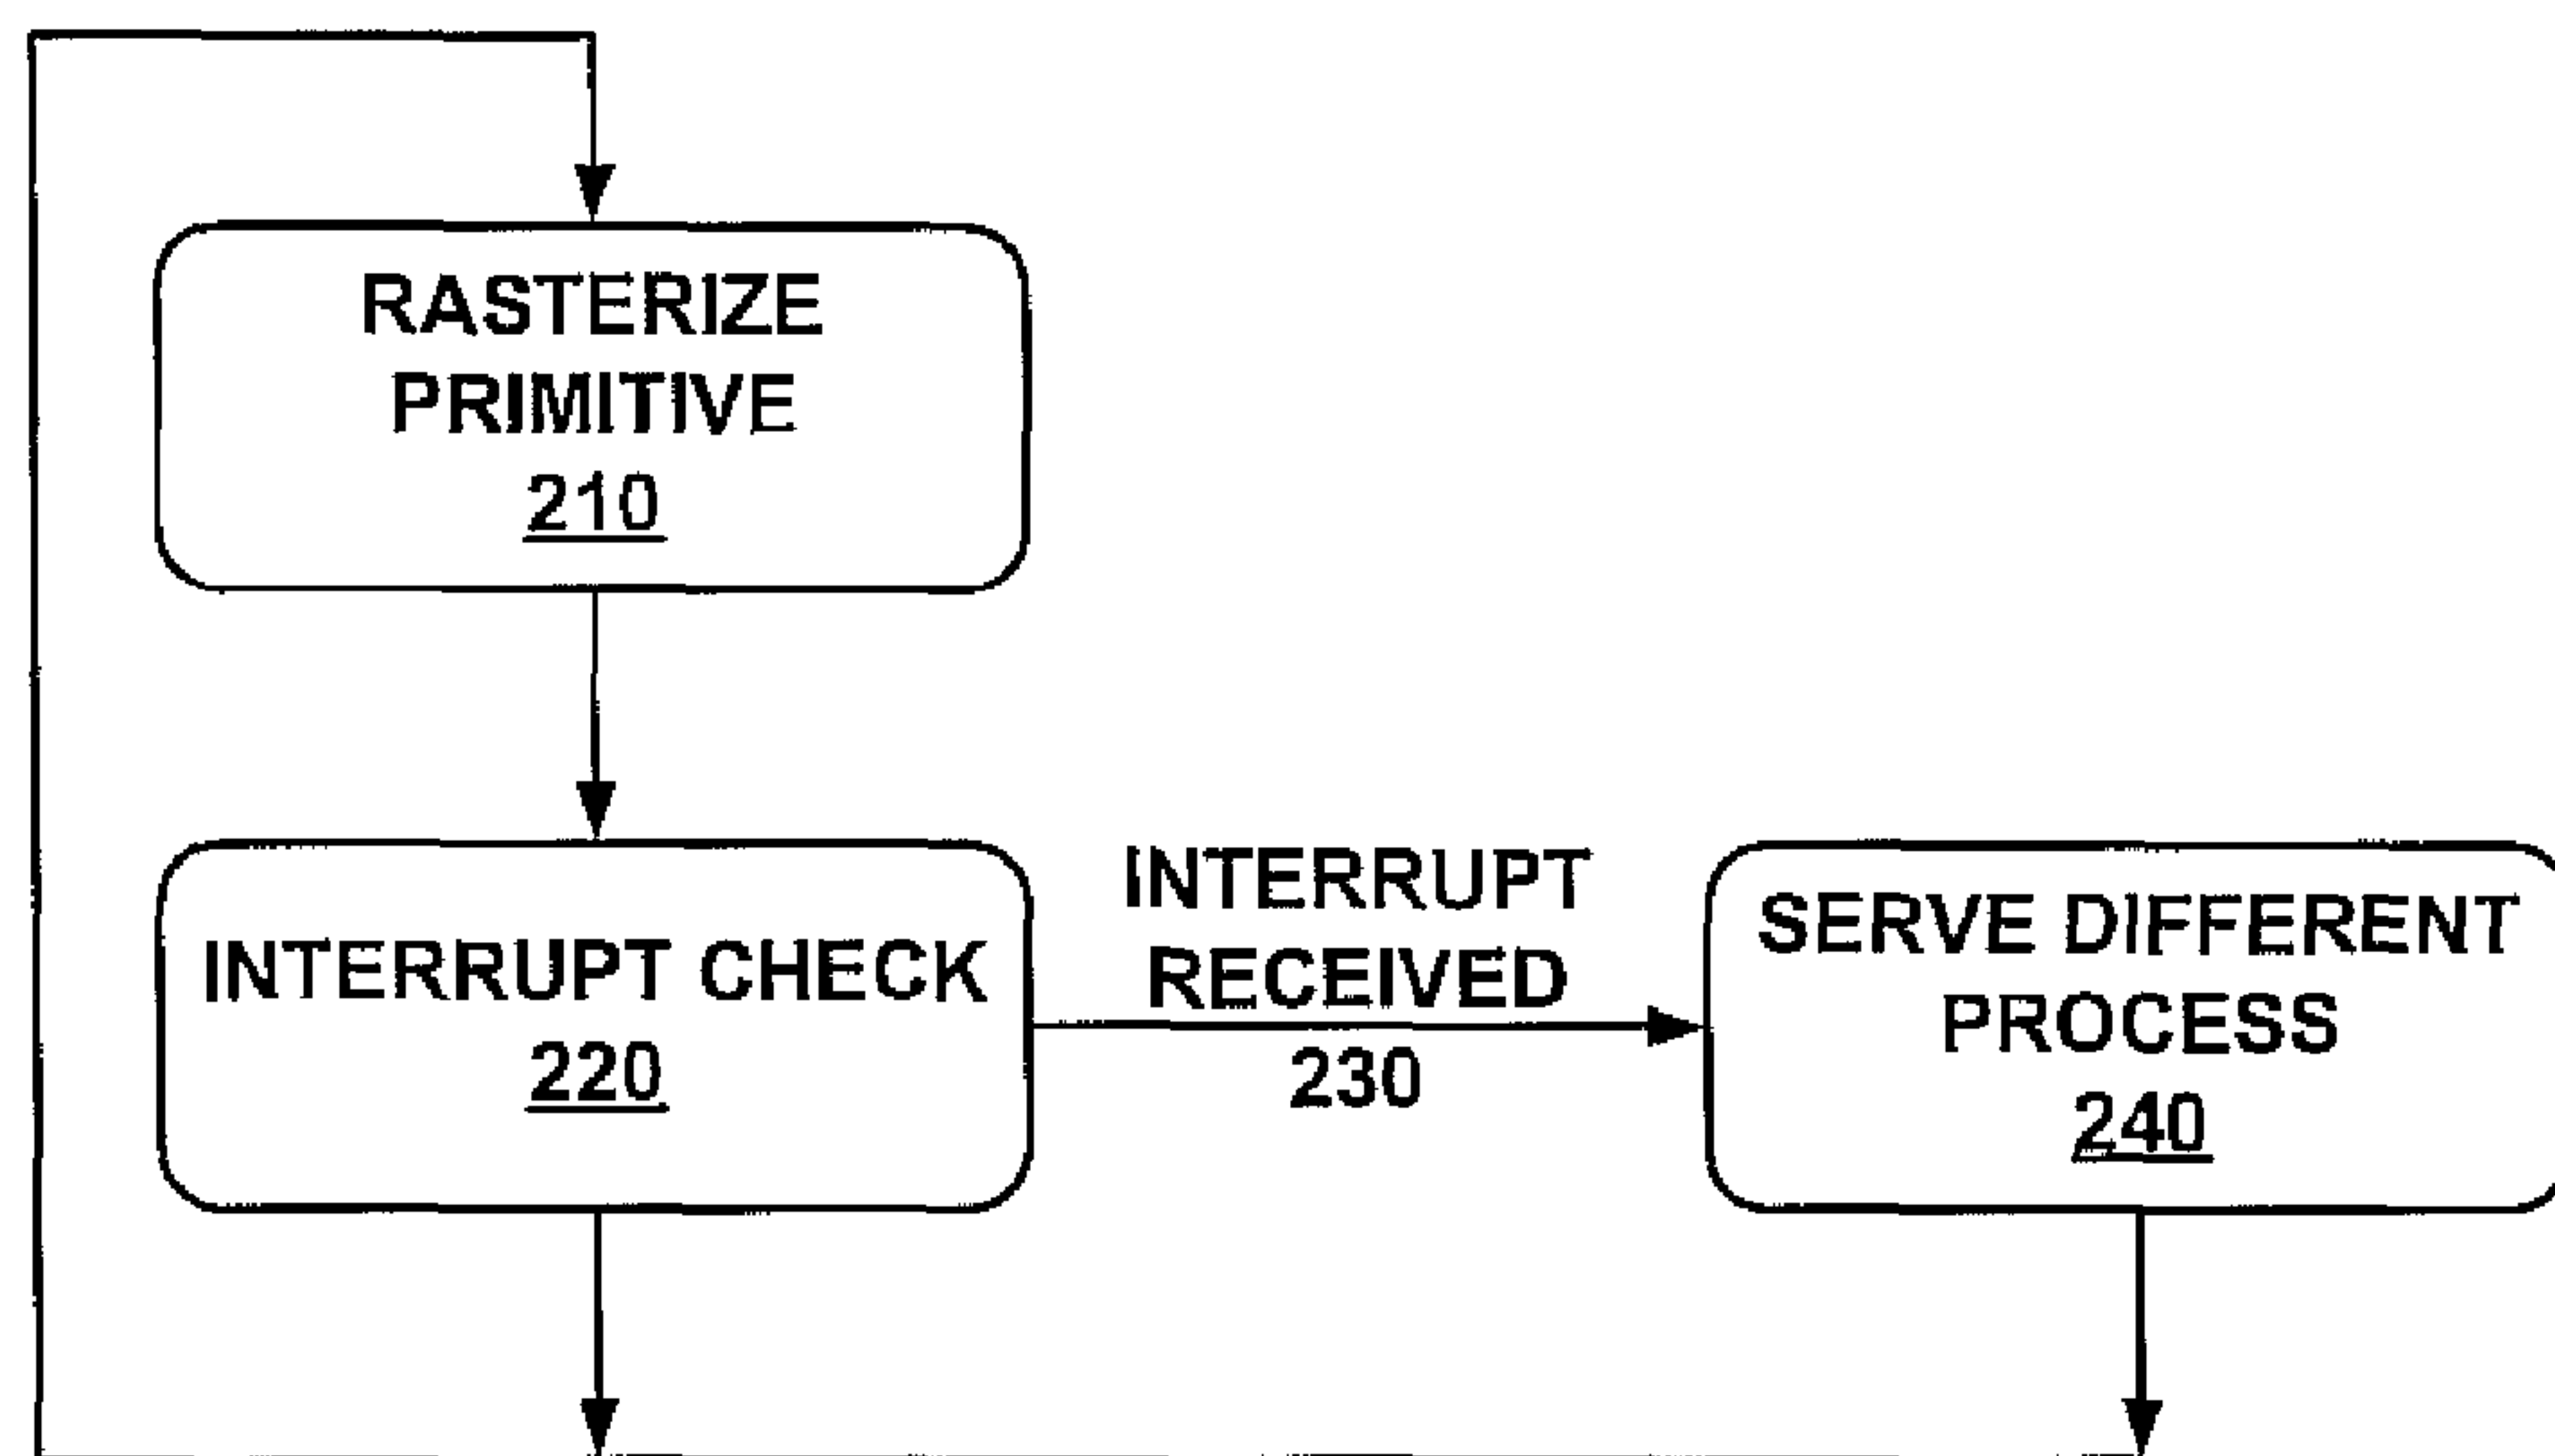 RASTERIZE
PRIMITIVE
210
INTERRUPT CHECK
220
INTERRUPT
RECEIVED
230
SERVE DIFFERENT
PROCESS
240